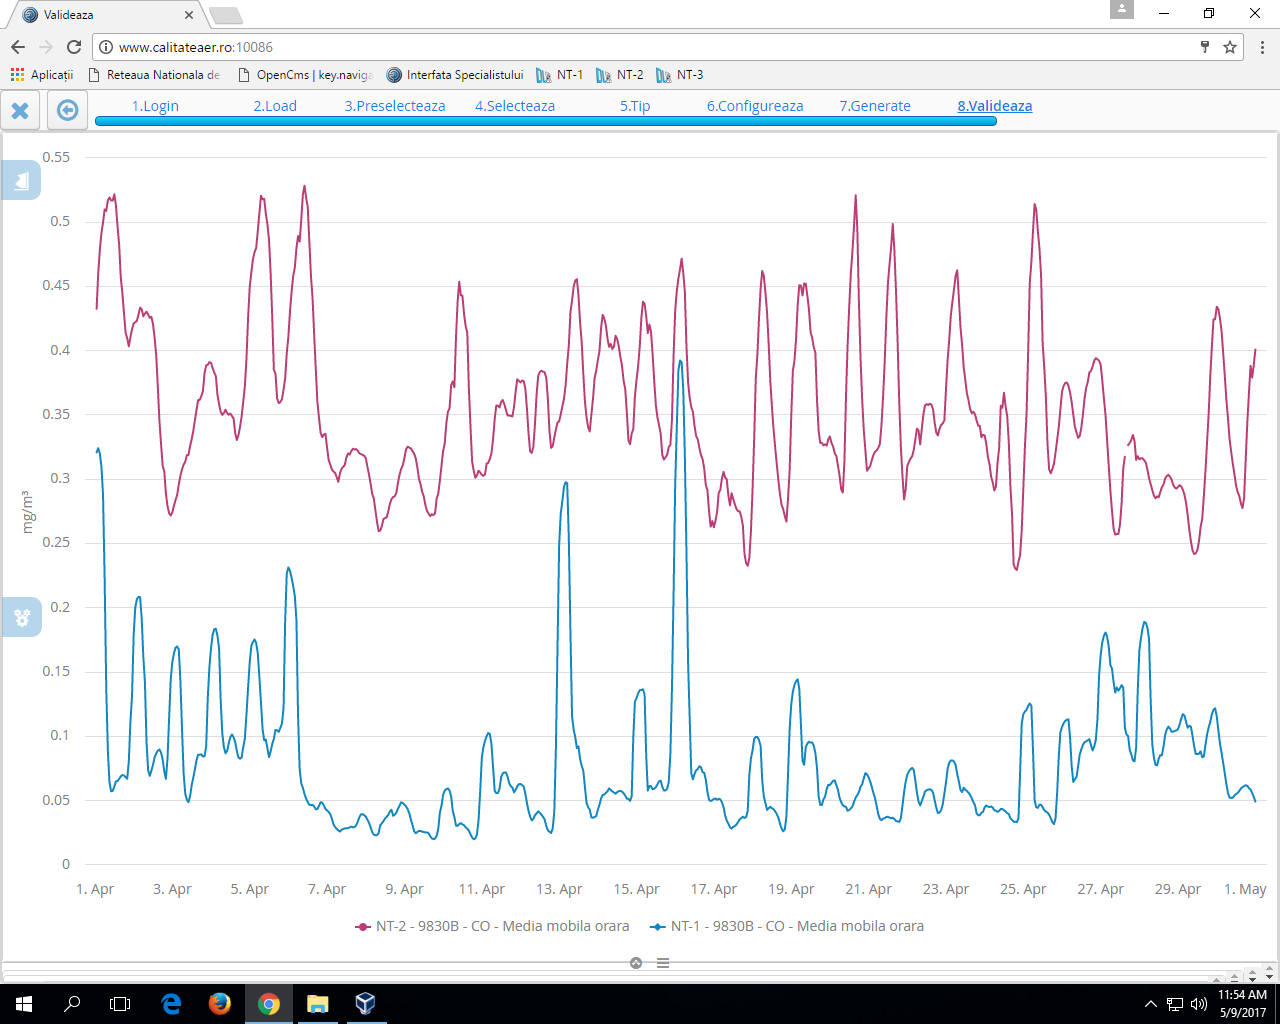 Valideaza
www.calitateaer.ro:10086
Aplicații
Reteaua Nationala de
OpenCms | key.naviga
Interfata Specialistului
NT-1
NT-2
NT-3
1.Login
2.Load
3.Preselecteaza
4.Selecteaza
5.Tip
6.Configureaza
7.Generate
8.Valideaza
0.55
0.5
0.45
0.4
0.35
0.3
0.25
0.2
0.15
0.1
0.05
0
mg/m³
1. Apr
3. Apr
5. Apr
7. Apr
9. Apr
11. Apr
13. Apr
15. Apr
17. Apr
19. Apr
21. Apr
23. Apr
25. Apr
27. Apr
29. Apr
1. May
NT-2 - 9830B - CO - Media mobila orara
NT-1 - 9830B - CO - Media mobila orara
11:54 AM
5/9/2017